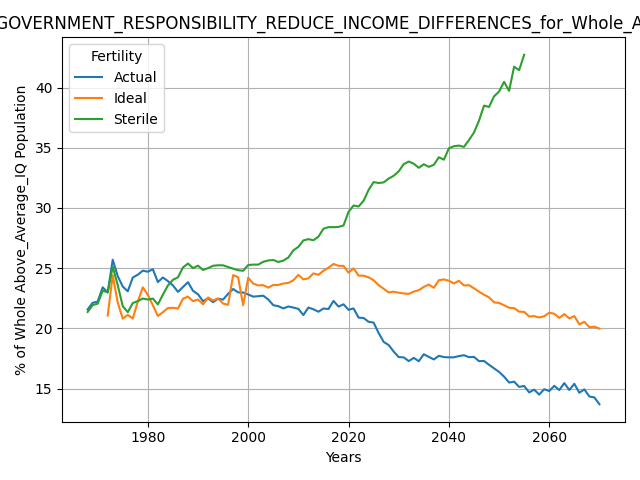 GOVERNMENT_RESPONSIBILITY_REDUCE_INCOME_DIFFERENCES_for_Whole_A
Fertility
Actual
Ideal
Sterile
% of Whole Above_Average_IQ Population
40
35
30
25
20
15
1980 2000 2020 2040 2060
Years